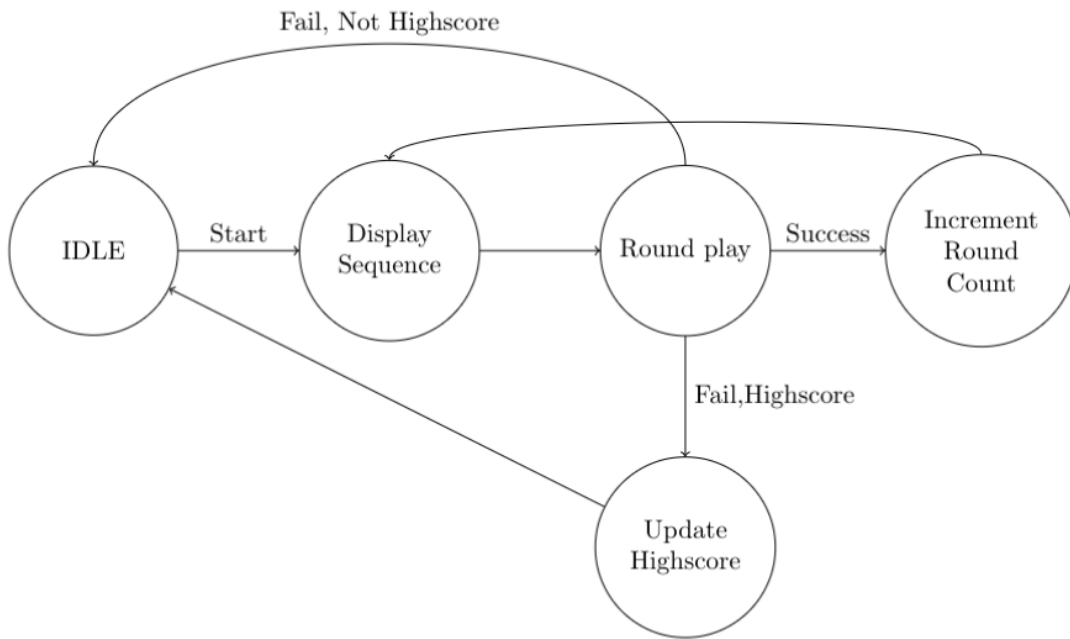 Fail, Not Highscore
IDLE
Start
Display
Sequence
Round play
Success
Increment
Round
Count
Fail,Highscore
Update
Highscore